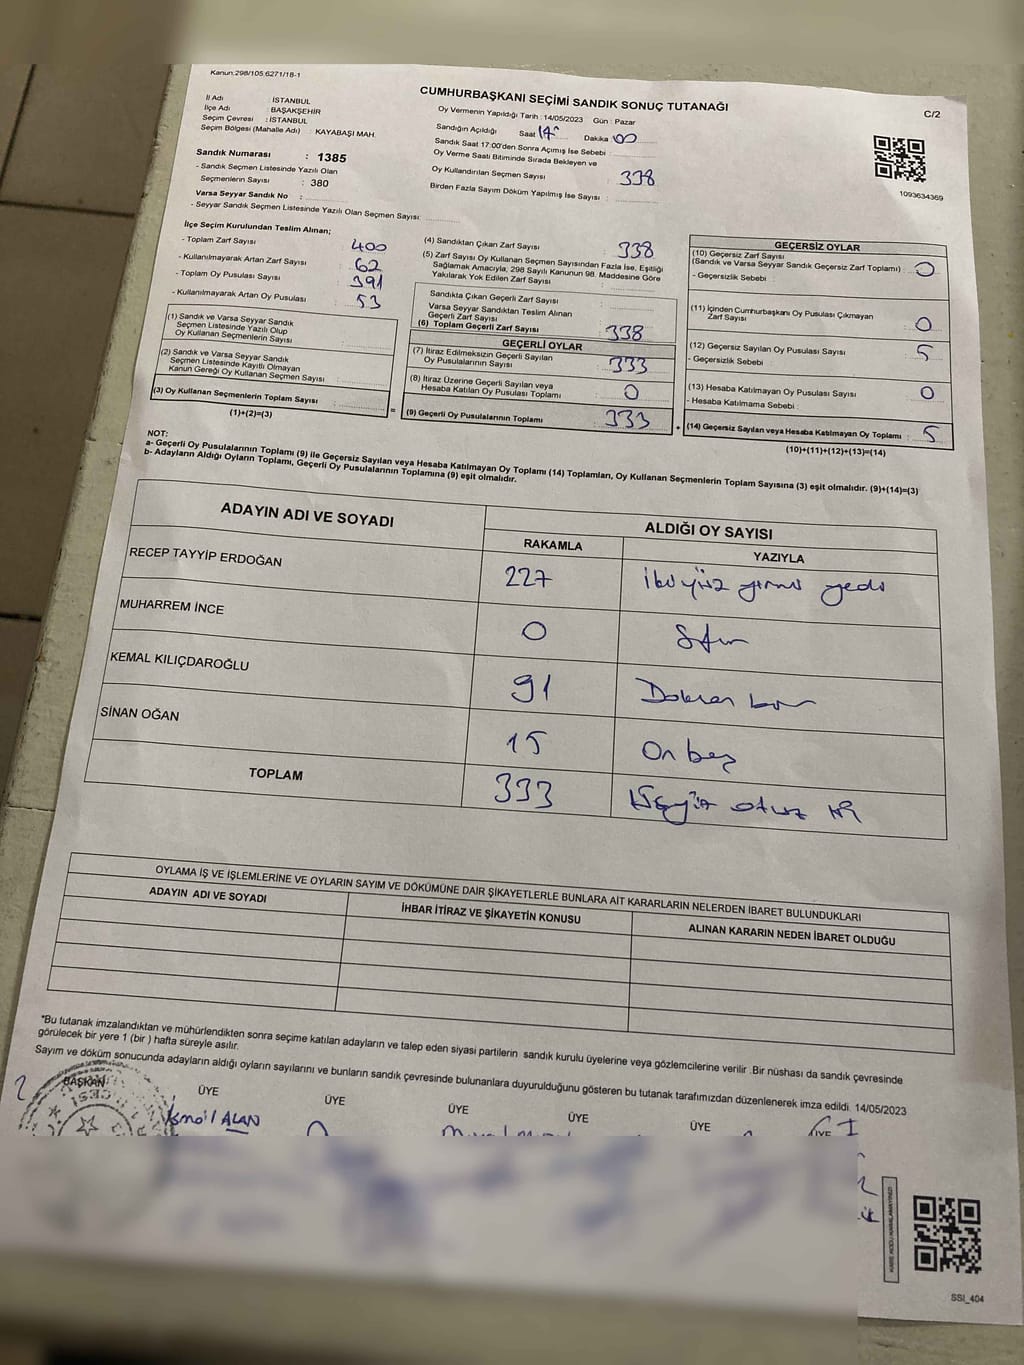 Kanun:298/105.6271/18-1
CUMHURBAŞKANI SEÇİMİ SANDIK SONUÇ TUTANAĞI
C/2
İl Adı : İSTANBUL
İlçe Adı : BAŞAKŞEHİR
Seçim Çevresi : İSTANBUL
Seçim Bölgesi (Mahalle Adı) : KAYABAŞI MAH.
Oy Vermenin Yapıldığı Tarih : 14/05/2023 Gün : Pazar
Sandığın Açıldığı Saat Dakika 00
Sandık Saat 17:00'den Sonra Açımış İse Sebebi :
Oy Verme Saati Bitiminde Sırada Bekleyen ve
Oy Kullandırılan Seçmen Sayısı : 338
Birden Fazla Sayım Döküm Yapılmış İse Sayısı :
1093634369
Sandık Numarası : 1385
- Sandık Seçmen Listesinde Yazılı Olan
Seçmenlerin Sayısı : 380
Varsa Seyyar Sandık No :
- Seyyar Sandık Seçmen Listesinde Yazılı Olan Seçmen Sayısı:
İlçe Seçim Kurulundan Teslim Alınan;
- Toplam Zarf Sayısı 400
- Kullanılmayarak Artan Zarf Sayısı : 62
- Toplam Oy Pusulası Sayısı : 391
- Kullanılmayarak Artan Oy Pusulası : 53
(1) Sandık ve Varsa Seyyar Sandık
Seçmen Listesinde Yazılı Olup
Oy Kullanan Seçmenlerin Sayısı :
(2) Sandık ve Varsa Seyyar Sandık
Seçmen Listesinde Kayıtlı Olmayan
Kanun Gereği Oy Kullanan Seçmen Sayısı :
(3) Oy Kullanan Seçmenlerin Toplam Sayısı :
(1)+(2)=(3)
=
(4) Sandıktan Çıkan Zarf Sayısı : 338
(5) Zarf Sayısı Oy Kullanan Seçmen Sayısından Fazla İse, Eşitliği
Sağlamak Amacıyla, 298 Sayılı Kanunun 98. Maddesine Göre
Yakılarak Yok Edilen Zarf Sayısı :
Sandıkta Çıkan Geçerli Zarf Sayısı :
Varsa Seyyar Sandıktan Teslim Alınan
Geçerli Zarf Sayısı :
(6) Toplam Geçerli Zarf Sayısı : 338
GEÇERLİ OYLAR
(7) İtiraz Edilmeksizin Geçerli Sayılan
Oy Pusulalarının Sayısı : 333
(8) İtiraz Üzerine Geçerli Sayılan veya
Hesaba Katılan Oy Pusulası Toplamı : 0
(9) Geçerli Oy Pusulalarının Toplamı : 333
+
GEÇERSİZ OYLAR
(10) Geçersiz Zarf Sayısı
(Sandık ve Varsa Seyyar Sandık Geçersiz Zarf Toplamı) : 0
- Geçersizlik Sebebi :
(11) İçinden Cumhurbaşkanı Oy Pusulası Çıkmayan
Zarf Sayısı : 0
(12) Geçersiz Sayılan Oy Pusulası Sayısı : 5
- Geçersizlik Sebebi :
(13) Hesaba Katılmayan Oy Pusulası Sayısı : 0
- Hesaba Katılmama Sebebi :
(14) Geçersiz Sayılan veya Hesaba Katılmayan Oy Toplamı : 5
(10)+(11)+(12)+(13)=(14)
NOT:
a- Geçerli Oy Pusulalarının Toplamı (9) ile Geçersiz Sayılan veya Hesaba Katılmayan Oy Toplamı (14) Toplamları, Oy Kullanan Seçmenlerin Toplam Sayısına (3) eşit olmalıdır. (9)+(14)=(3)
b- Adayların Aldığı Oyların Toplamı, Geçerli Oy Pusulalarının Toplamına (9) eşit olmalıdır.
ADAYIN ADI VE SOYADI
ALDIĞI OY SAYISI
RAKAMLA YAZIYLA
RECEP TAYYİP ERDOĞAN 227 ikiyüz yirmi yedi
MUHARREM İNCE 0 Sıfır
KEMAL KILIÇDAROĞLU 91 Doksan bir
SİNAN OĞAN 15 On beş
TOPLAM 333 Üçyüz otuz üç
OYLAMA İŞ VE İŞLEMLERİNE VE OYLARIN SAYIM VE DÖKÜMÜNE DAİR ŞİKAYETLERLE BUNLARA AİT KARARLARIN NELERDEN İBARET BULUNDUKLARI
ADAYIN ADI VE SOYADI İHBAR İTİRAZ VE ŞİKAYETİN KONUSU ALINAN KARARIN NEDEN İBARET OLDUĞU
*Bu tutanak imzalandıktan ve mühürlendikten sonra seçime katılan adayların ve talep eden siyasi partilerin sandık kurulu üyelerine veya gözlemcilerine verilir .Bir nüshası da sandık çevresinde
görülecek bir yere 1 (bir ) hafta süreyle asılır.
Sayım ve döküm sonucunda adayların aldığı oyların sayılarını ve bunların sandık çevresinde bulunanlara duyurulduğunu gösteren bu tutanak tarafımızdan düzenlenerek imza edildi. 14/05/2023
BAŞKAN ÜYE ÜYE ÜYE ÜYE ÜYE ÜYE
İsmail ALAN
SSI_404